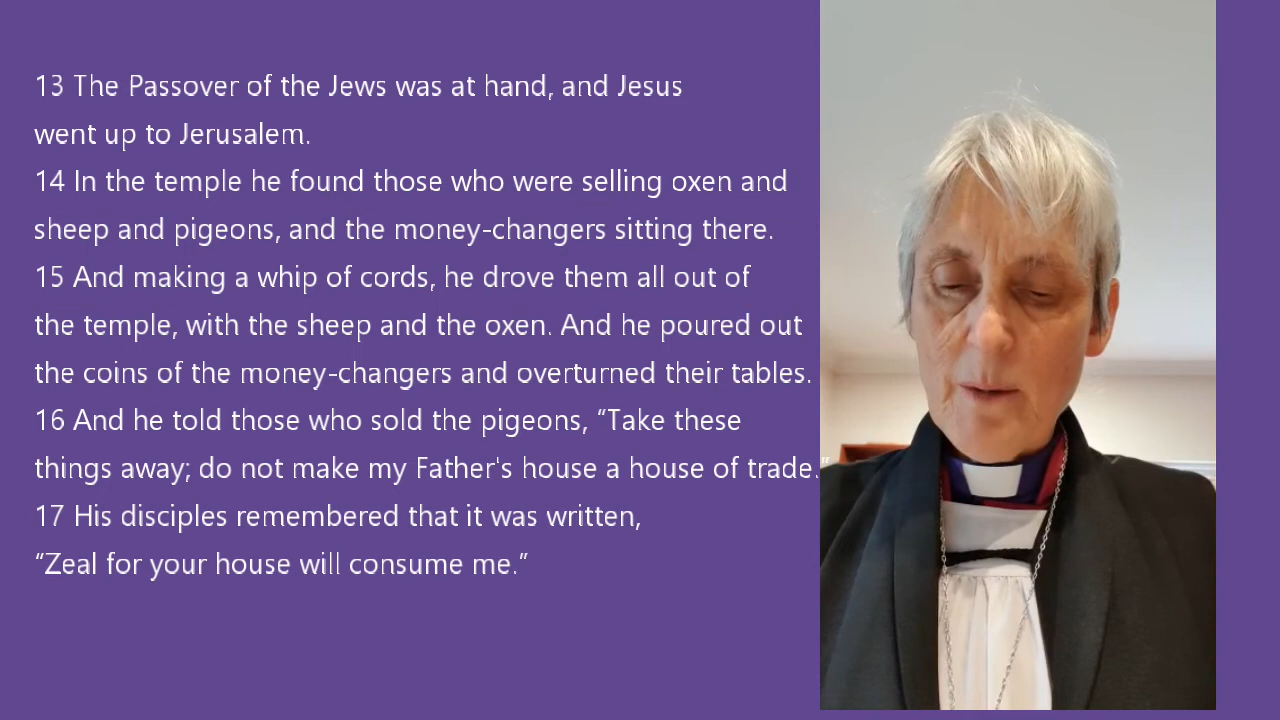 13 The Passover of the Jews was at hand, and Jesus
went up to Jerusalem.
14 In the temple he found those who were selling oxen and
sheep and pigeons, and the money-changers sitting there.
15 And making a whip of cords, he drove them all out of
the temple, with the sheep and the oxen. And he poured out
the coins of the money-changers and overturned their tables.
16 And he told those who sold the pigeons, “Take these
things away; do not make my Father's house a house of trade.”
17 His disciples remembered that it was written,
“Zeal for your house will consume me.”